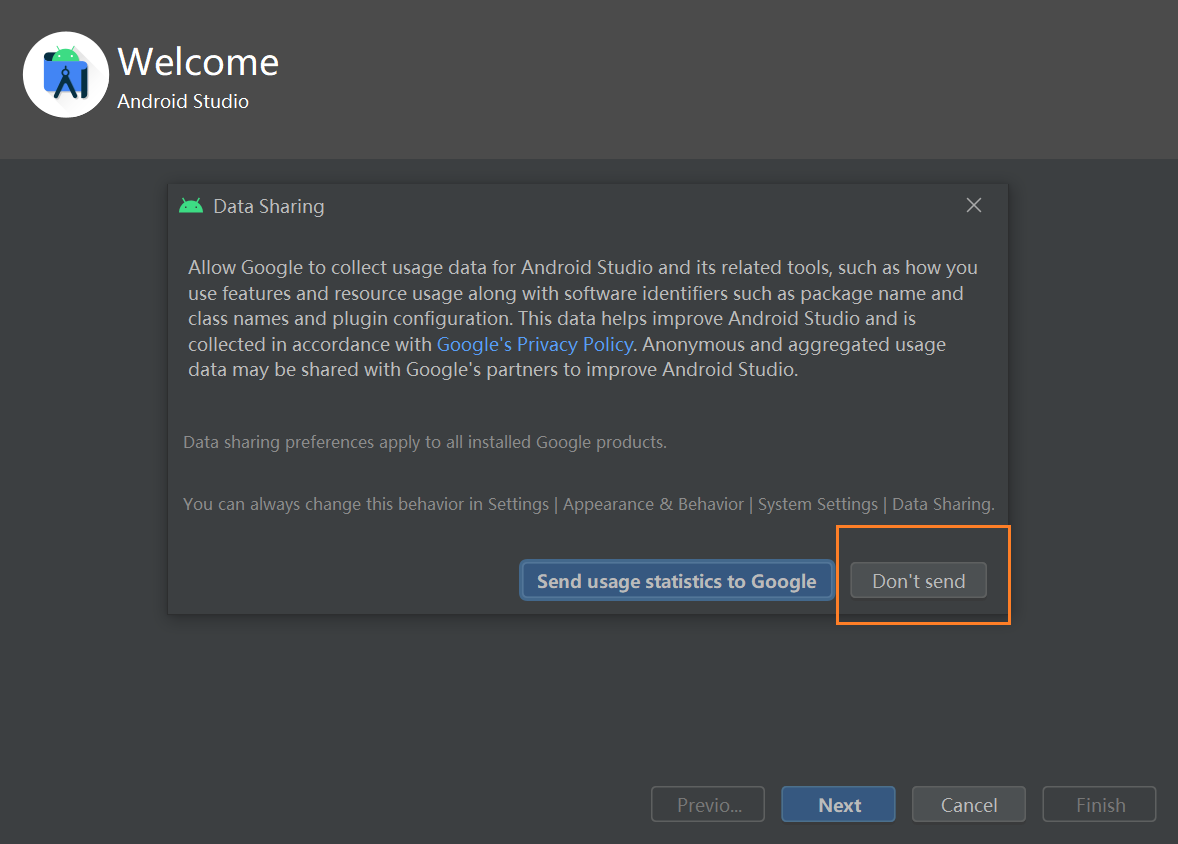 Welcome
Android Studio
Data Sharing
Allow Google to collect usage data for Android Studio and its related tools, such as how you
use features and resource usage along with software identifiers such as package name and
class names and plugin configuration. This data helps improve Android Studio and is
collected in accordance with Google's Privacy Policy. Anonymous and aggregated usage
data may be shared with Google's partners to improve Android Studio.
Data sharing preferences apply to all installed Google products.
You can always change this behavior in Settings | Appearance & Behavior | System Settings | Data Sharing.
Send usage statistics to Google
Don't send
Previo...
Next
Cancel
Finish